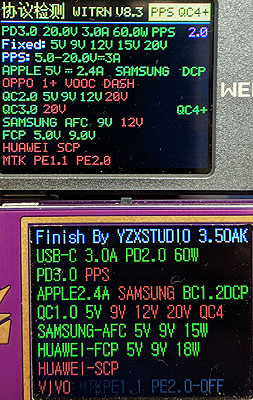 协议检测 WITRN V8.3 PPS QC4+
PD3.0 20.0V 3.0A 60.0W PPS 2.0
Fixed: 5V 9V 12V 15V 20V
PPS: 5.0-20.0V=3A
APPLE 5V = 2.4A SAMSUNG DCP
OPPO 1+ VOOC DASH
QC2.0 5V 9V 12V 20V
QC3.0 20V QC4+
SAMSUNG AFC 9V 12V
FCP 5.0V 9.0V
HUAWEI SCP
MTK PE1.1 PE2.0
WE
Finish By YZXSTUDIO 3.50AK
USB-C 3.0A PD2.0 60W
PD3.0 PPS
APPLE2.4A SAMSUNG BC1.2DCP
QC1.0 5V 9V 12V 20V QC4
SAMSUNG-AFC 5V 9V 15W
HUAWEI-FCP 5V 9V 18W
HUAWEI-SCP
VIVO MTKPE1.1 PE2.0-OFF